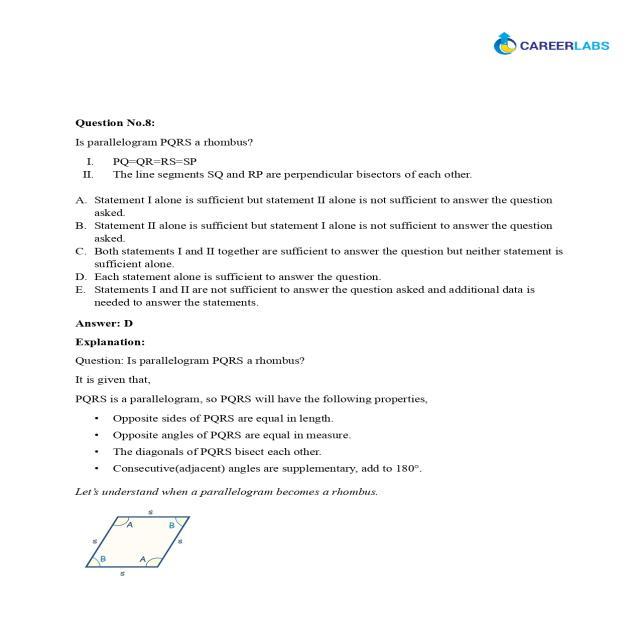 CAREERLABS
Question No.8:
Is parallelogram PQRS a rhombus?
I. PQ=QR=RS=SP
II. The line segments SQ and RP are perpendicular bisectors of each other.
A. Statement I alone is sufficient but statement II alone is not sufficient to answer the question
asked.
B. Statement II alone is sufficient but statement I alone is not sufficient to answer the question
asked.
C. Both statements I and II together are sufficient to answer the question but neither statement is
sufficient alone.
D. Each statement alone is sufficient to answer the question.
E. Statements I and II are not sufficient to answer the question asked and additional data is
needed to answer the statements.
Answer: D
Explanation:
Question: Is parallelogram PQRS a rhombus?
It is given that,
PQRS is a parallelogram, so PQRS will have the following properties,
• Opposite sides of PQRS are equal in length.
• Opposite angles of PQRS are equal in measure.
• The diagonals of PQRS bisect each other.
• Consecutive(adjacent) angles are supplementary, add to 180°.
Let's understand when a parallelogram becomes a rhombus.
s
A B
s s
B A
s